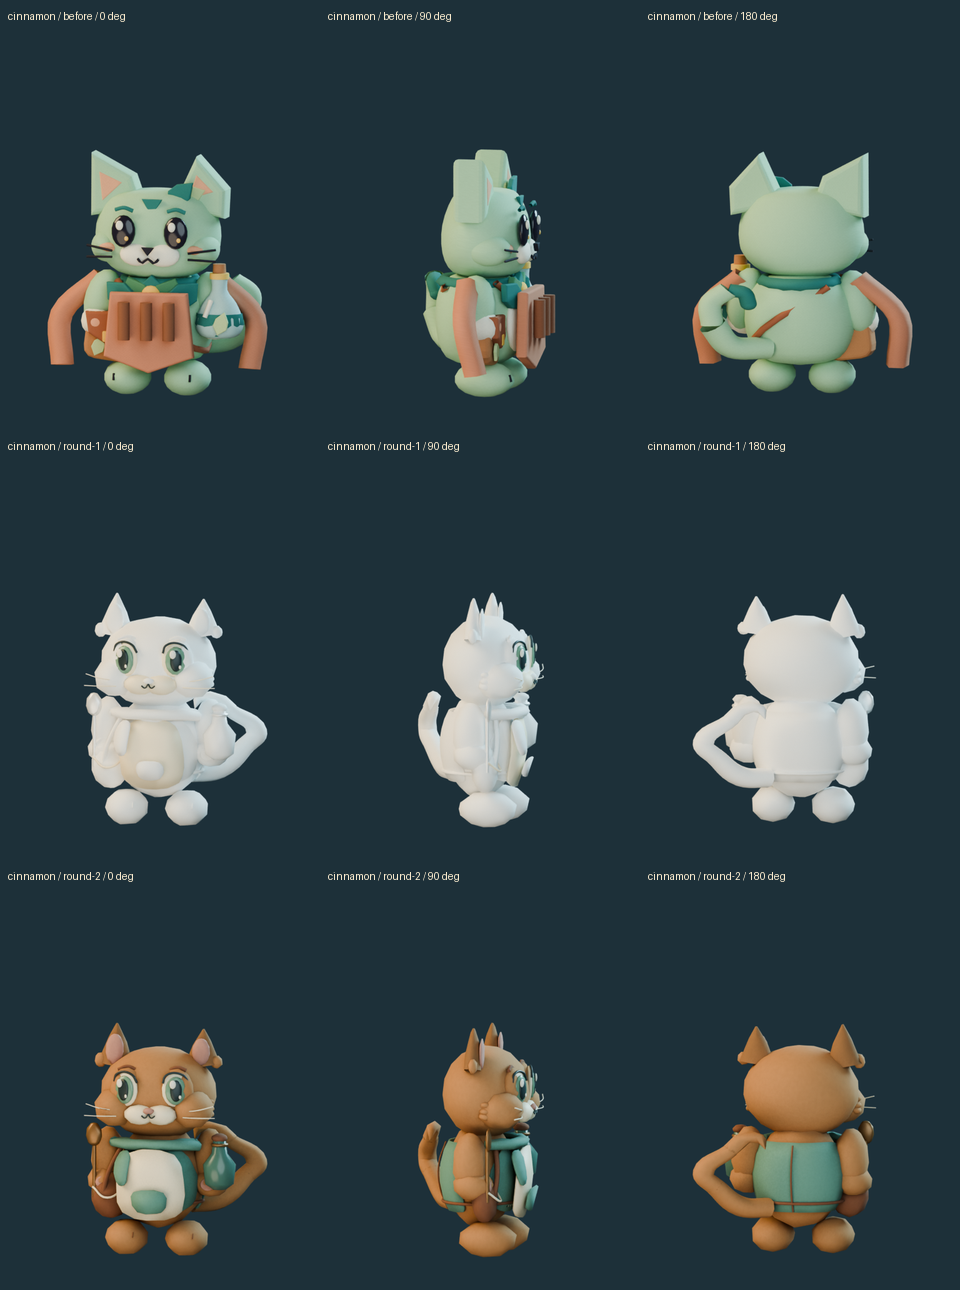 cinnamon / before / 0 deg
cinnamon / before / 90 deg
cinnamon / before / 180 deg
cinnamon / round-1 / 0 deg
cinnamon / round-1 / 90 deg
cinnamon / round-1 / 180 deg
cinnamon / round-2 / 0 deg
cinnamon / round-2 / 90 deg
cinnamon / round-2 / 180 deg